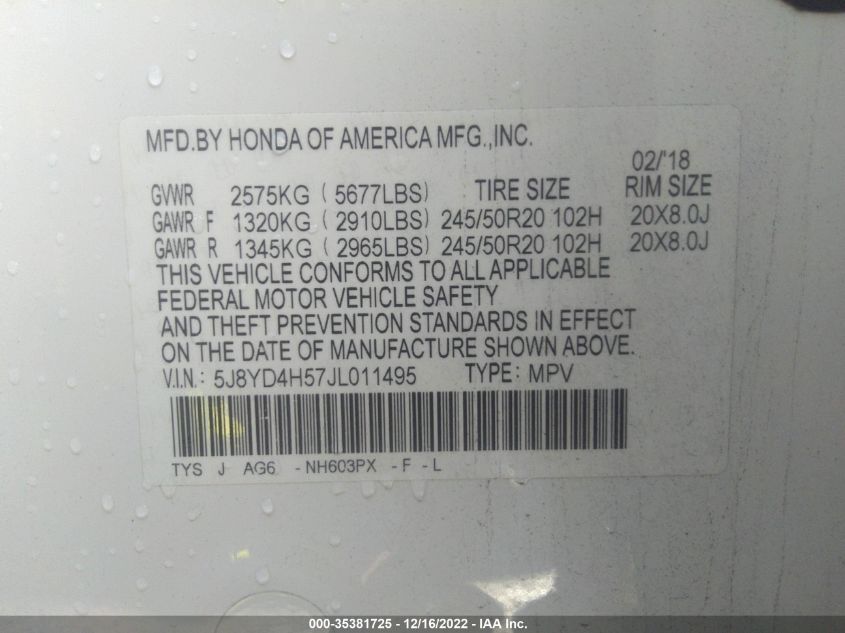 MFD.BY HONDA OF AMERICA MFG.,INC.
02/'18
GVWR 2575KG ( 5677LBS) TIRE SIZE RIM SIZE
GAWR F 1320KG ( 2910LBS) 245/50R20 102H 20X8.0J
GAWR R 1345KG ( 2965LBS) 245/50R20 102H 20X8.0J
THIS VEHICLE CONFORMS TO ALL APPLICABLE
FEDERAL MOTOR VEHICLE SAFETY
AND THEFT PREVENTION STANDARDS IN EFFECT
ON THE DATE OF MANUFACTURE SHOWN ABOVE.
V.I.N.: 5J8YD4H57JL011495 TYPE: MPV
TYS J AG6 -NH603PX -F -L
000-35381725 - 12/16/2022 - IAA Inc.